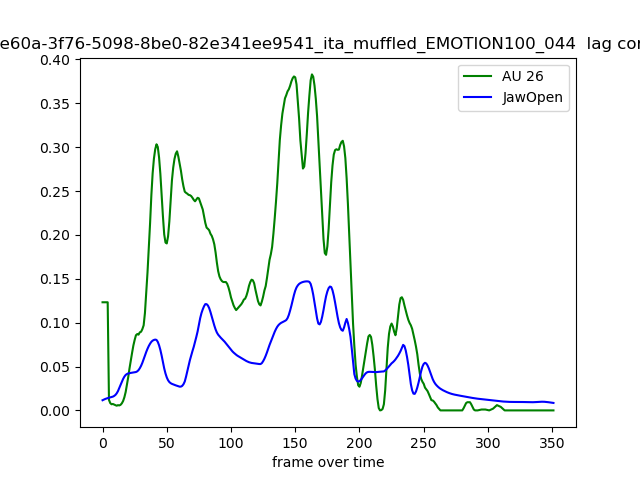 e60a-3f76-5098-8be0-82e341ee9541_ita_muffled_EMOTION100_044 lag cor
AU 26
JawOpen
0.40
0.35
0.30
0.25
0.20
0.15
0.10
0.05
0.00
0 50 100 150 200 250 300 350
frame over time